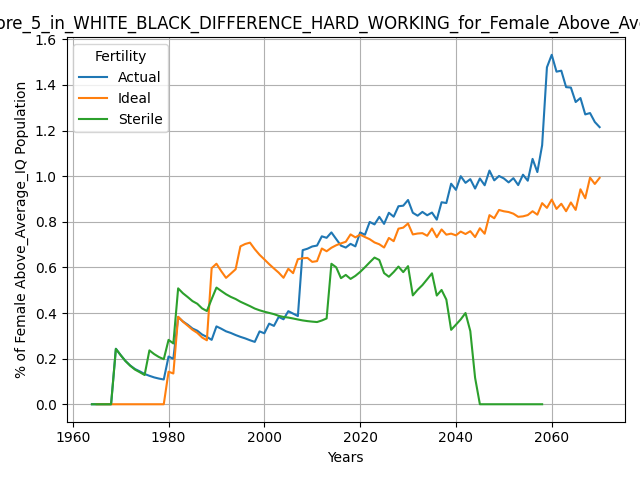 ore_5_in_WHITE_BLACK_DIFFERENCE_HARD_WORKING_for_Female_Above_Av
Fertility
Actual
Ideal
Sterile
% of Female Above_Average_IQ Population
1.6
1.4
1.2
1.0
0.8
0.6
0.4
0.2
0.0
1960
1980
2000
2020
2040
2060
Years